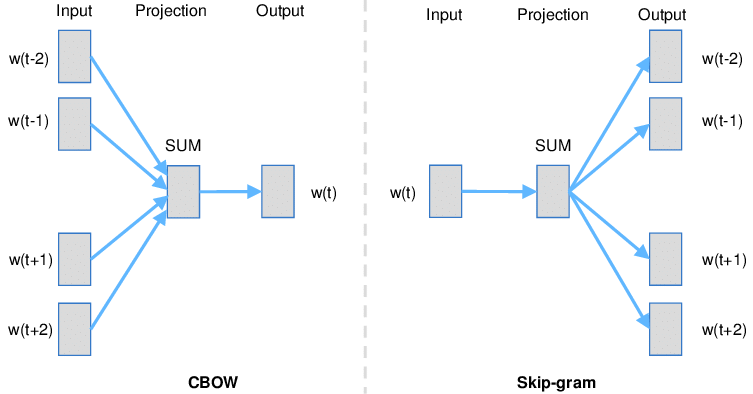 Input Projection Output
w(t-2)
w(t-1)
SUM
w(t)
w(t+1)
w(t+2)
CBOW
Input Projection Output
w(t-2)
w(t-1)
SUM
w(t)
w(t+1)
w(t+2)
Skip-gram